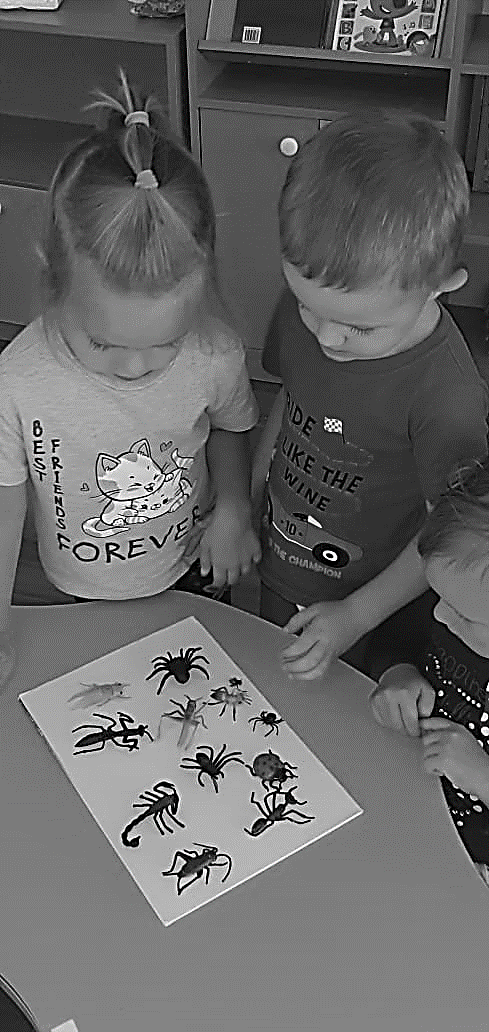 BEST
FRIENDS
FOREVER
RIDE
LIKE THE
WINE
10
THE CHAMPION